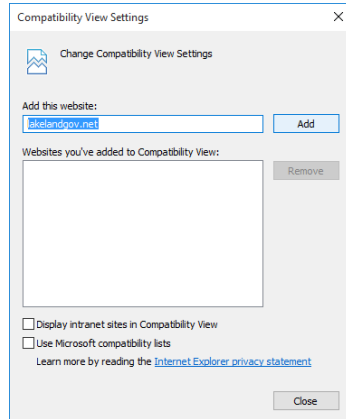 Compatibility View Settings
Change Compatibility View Settings
Add this website:
lakelandgov.net
Add
Websites you've added to Compatibility View:
Remove
Display intranet sites in Compatibility View
Use Microsoft compatibility lists
Learn more by reading the Internet Explorer privacy statement
Close